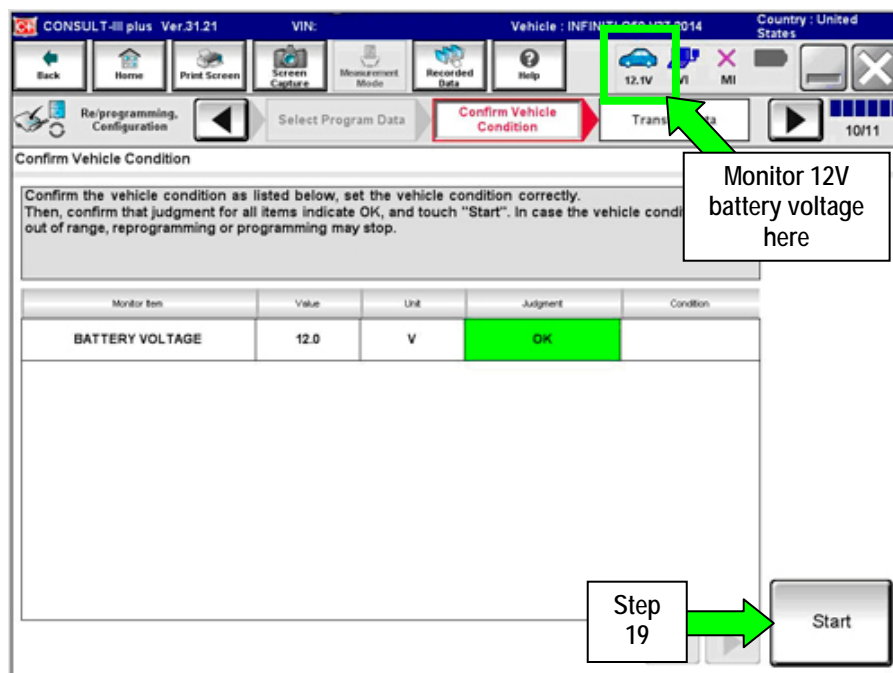 CONSULT-III plus Ver.31.21
VIN:
Vehicle : INFINITI Q50 V37 2014
Country : United States
Back
Home
Print Screen
Screen Capture
Measurement Mode
Recorded Data
Help
12.1V
VI
MI
Re/programming, Configuration
Select Program Data
Confirm Vehicle Condition
10/11
Confirm Vehicle Condition
Monitor 12V
battery voltage
here
Confirm the vehicle condition as listed below, set the vehicle condition correctly.
Then, confirm that judgment for all items indicate OK, and touch "Start". In case the vehicle condi
out of range, reprogramming or programming may stop.
Monitor Item
Value
Unit
Judgment
Condition
BATTERY VOLTAGE
12.0
V
OK
Step
19
Start